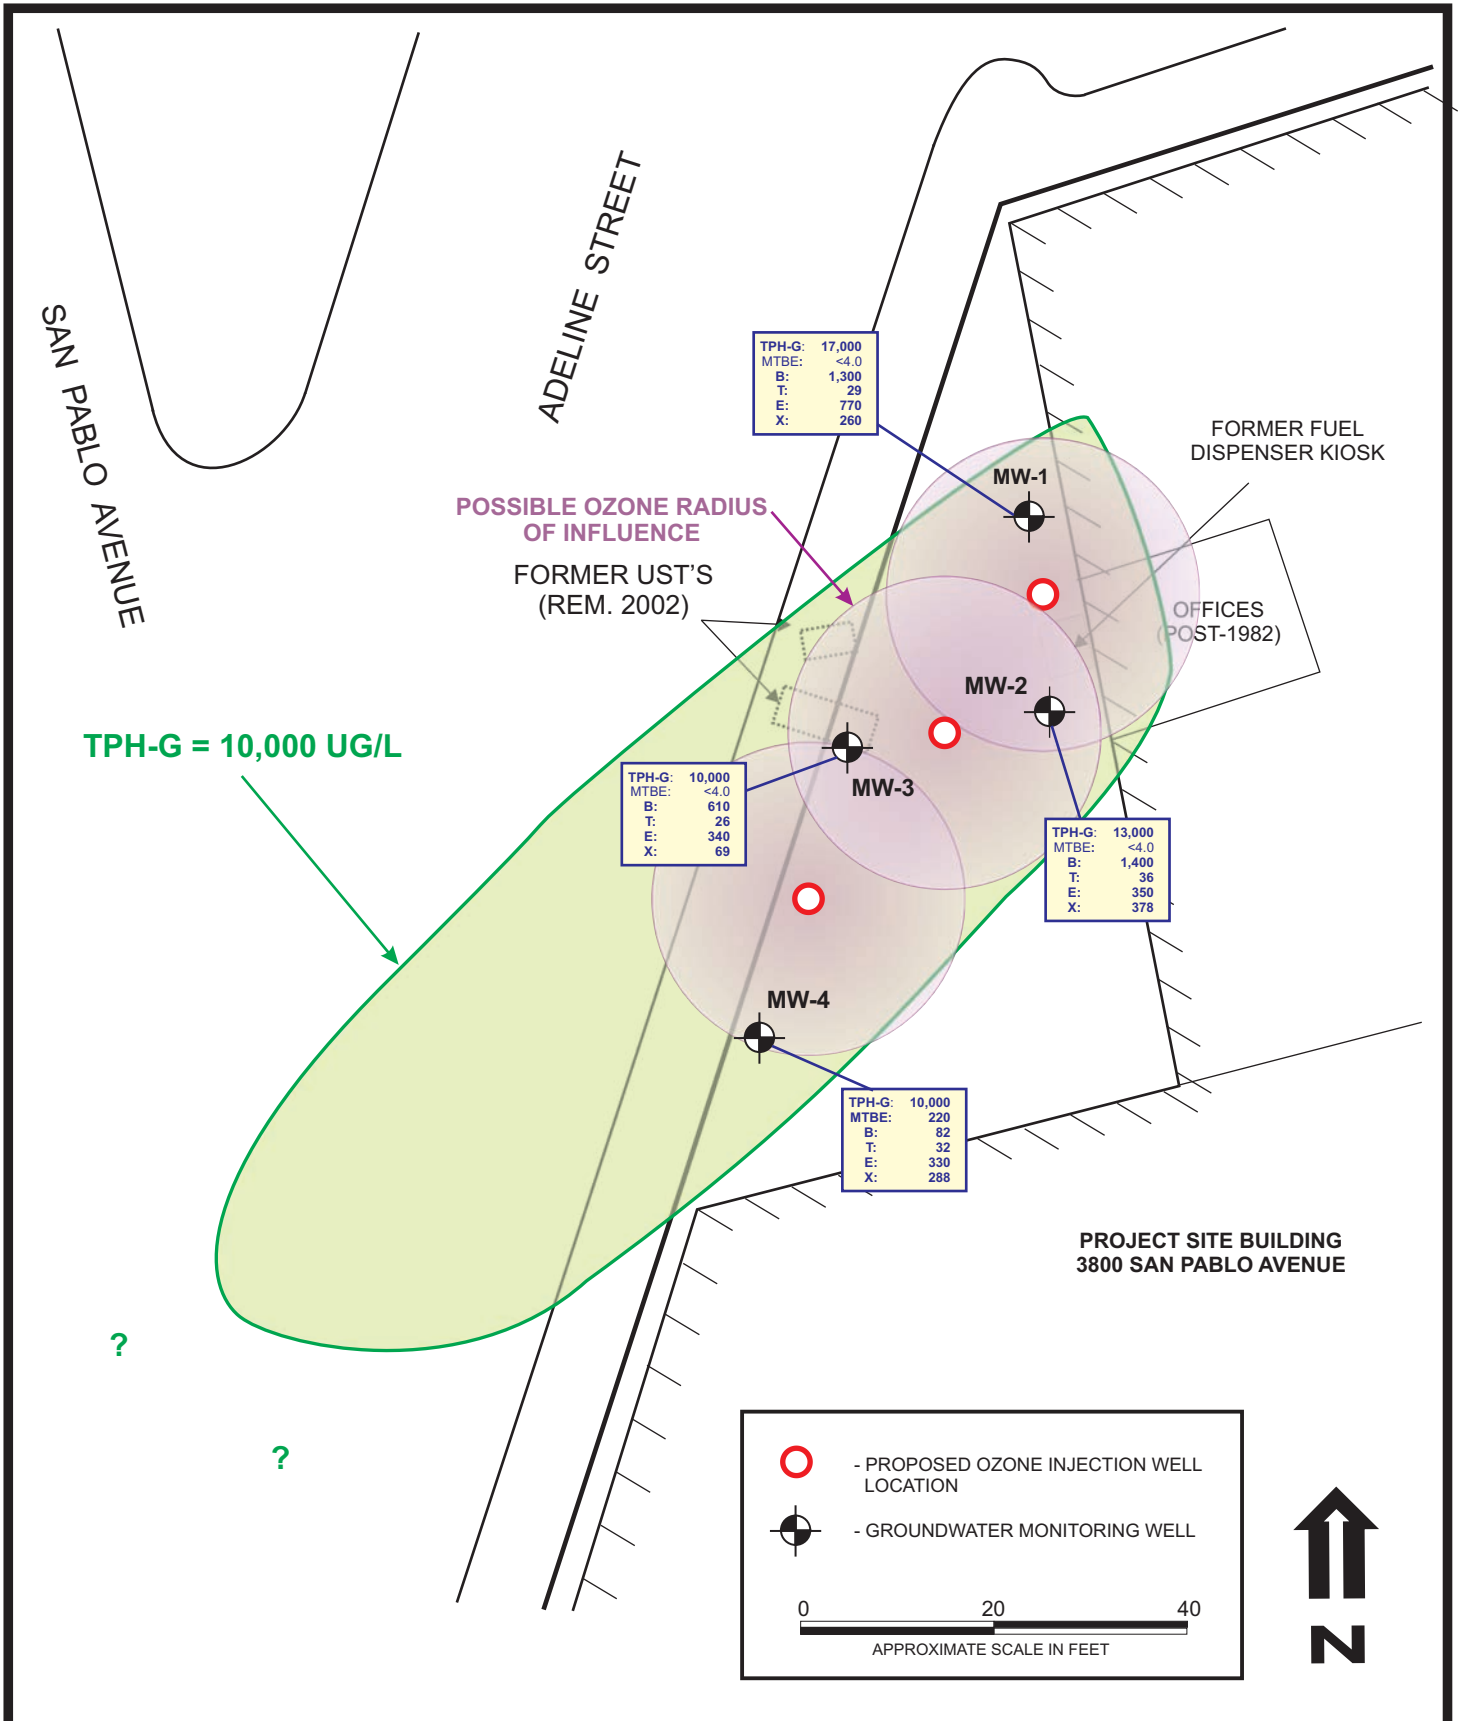 SAN PABLO AVENUE
ADELINE STREET
TPH-G: 17,000
MTBE: <4.0
B: 1,300
T: 29
E: 770
X: 260
FORMER FUEL
DISPENSER KIOSK
MW-1
POSSIBLE OZONE RADIUS
OF INFLUENCE
FORMER UST'S
(REM. 2002)
OFFICES
(POST-1982)
MW-2
TPH-G = 10,000 UG/L
MW-3
TPH-G: 10,000
MTBE: <4.0
B: 610
T: 26
E: 340
X: 69
TPH-G: 13,000
MTBE: <4.0
B: 1,400
T: 36
E: 350
X: 378
MW-4
TPH-G: 10,000
MTBE: 220
B: 82
T: 32
E: 330
X: 288
PROJECT SITE BUILDING
3800 SAN PABLO AVENUE
?
?
- PROPOSED OZONE INJECTION WELL
LOCATION
- GROUNDWATER MONITORING WELL
0 20 40
APPROXIMATE SCALE IN FEET
N